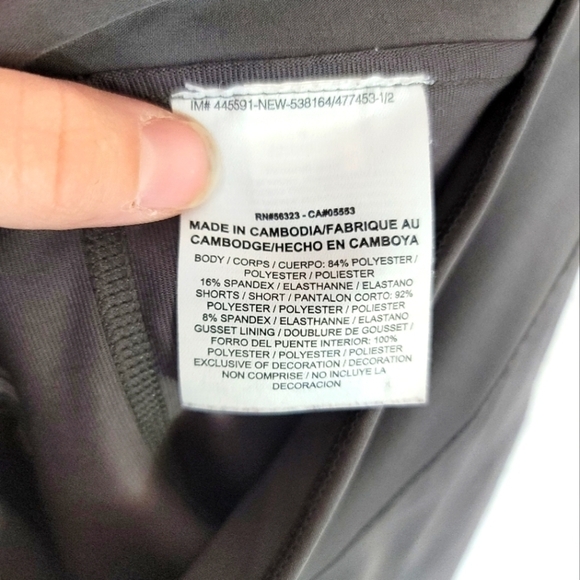 IM# 445591-NEW-538164/477453-1/2
RN#56323 - CA#05553
MADE IN CAMBODIA/FABRIQUE AU
CAMBODGE/HECHO EN CAMBOYA
BODY / CORPS / CUERPO: 84% POLYESTER /
POLYESTER / POLIESTER
16% SPANDEX / ELASTHANNE / ELASTANO
SHORTS / SHORT / PANTALON CORTO: 92%
POLYESTER / POLYESTER / POLIESTER
8% SPANDEX / ELASTHANNE / ELASTANO
GUSSET LINING / DOUBLURE DE GOUSSET /
FORRO DEL PUENTE INTERIOR: 100%
POLYESTER / POLYESTER / POLIESTER
EXCLUSIVE OF DECORATION / DECORATION
NON COMPRISE / NO INCLUYE LA
DECORACION